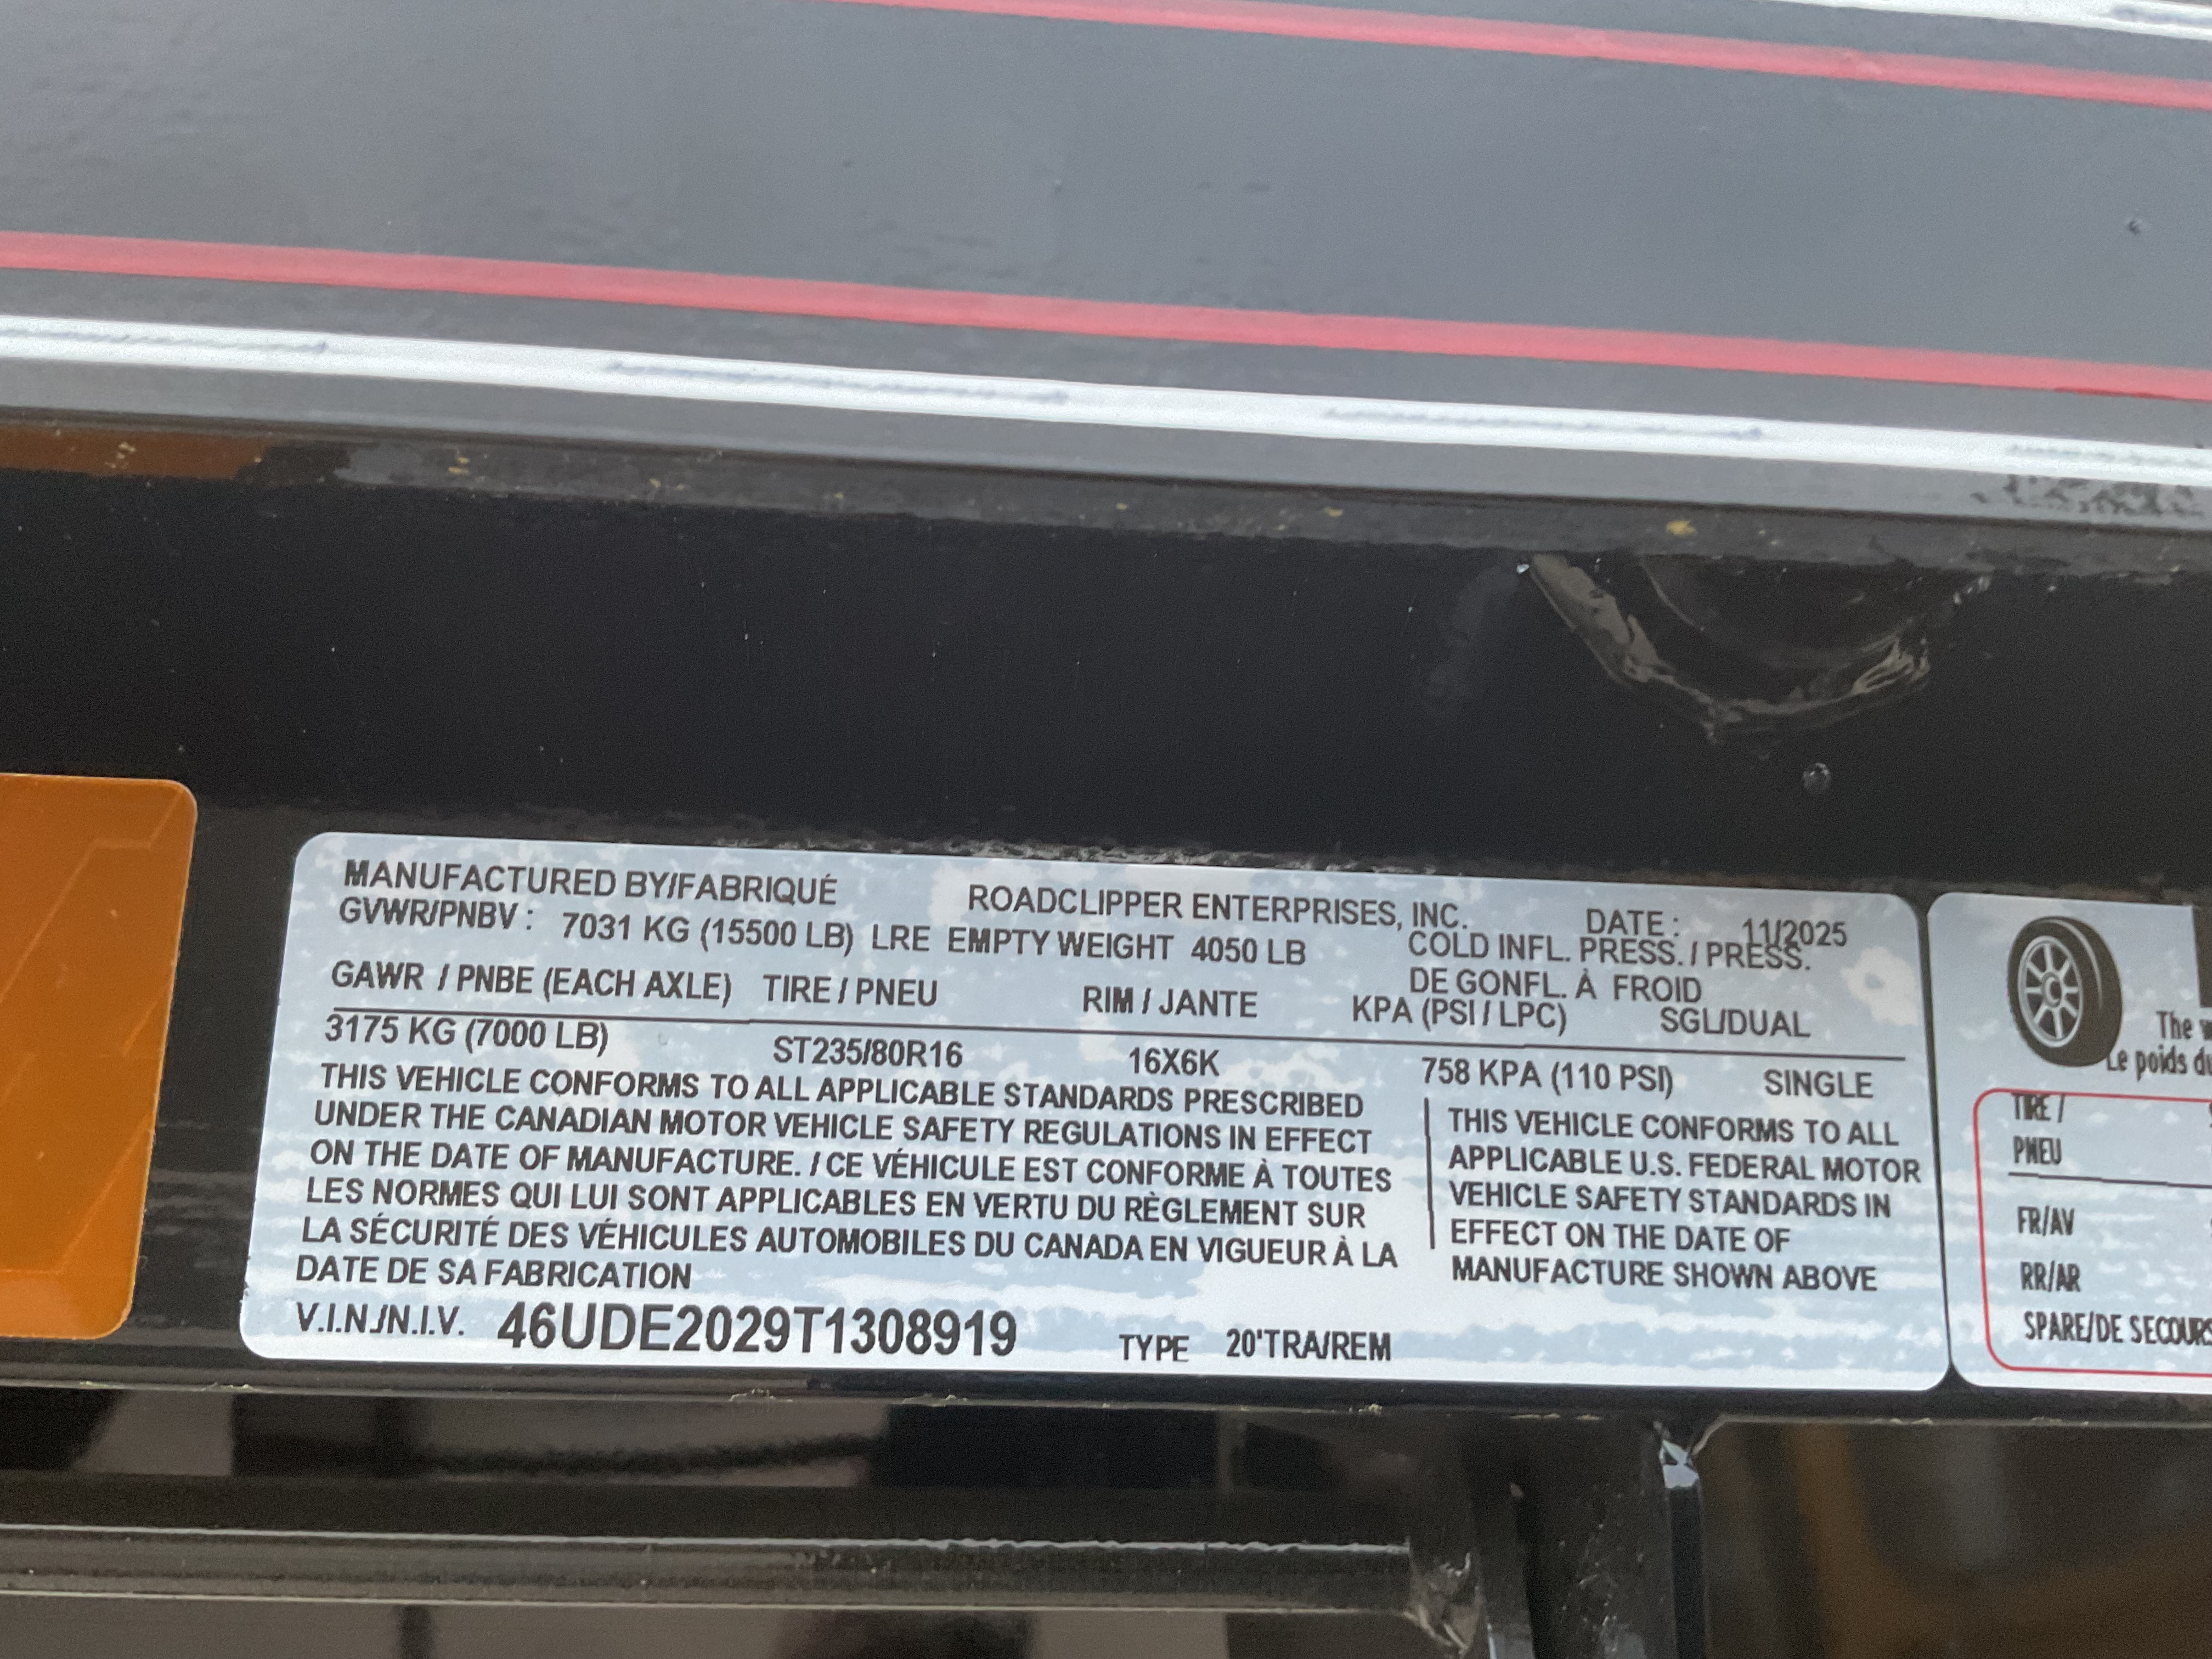 MANUFACTURED BY/FABRIQUÉ ROADCLIPPER ENTERPRISES, INC. DATE : 11/2025
GVWR/PNBV : 7031 KG (15500 LB) LRE EMPTY WEIGHT 4050 LB COLD INFL. PRESS. / PRESS.
DE GONFL. À FROID
GAWR / PNBE (EACH AXLE) TIRE / PNEU RIM / JANTE KPA (PSI / LPC) SGL/DUAL
3175 KG (7000 LB) ST235/80R16 16X6K 758 KPA (110 PSI) SINGLE
THIS VEHICLE CONFORMS TO ALL APPLICABLE STANDARDS PRESCRIBED
UNDER THE CANADIAN MOTOR VEHICLE SAFETY REGULATIONS IN EFFECT
ON THE DATE OF MANUFACTURE. / CE VÉHICULE EST CONFORME À TOUTES
LES NORMES QUI LUI SONT APPLICABLES EN VERTU DU RÈGLEMENT SUR
LA SÉCURITÉ DES VÉHICULES AUTOMOBILES DU CANADA EN VIGUEUR À LA
DATE DE SA FABRICATION
THIS VEHICLE CONFORMS TO ALL
APPLICABLE U.S. FEDERAL MOTOR
VEHICLE SAFETY STANDARDS IN
EFFECT ON THE DATE OF
MANUFACTURE SHOWN ABOVE
V.I.N./N.I.V. 46UDE2029T1308919 TYPE 20'TRA/REM
The
Le poids
TIRE /
PNEU
FR/AV
RR/AR
SPARE/DE SECOURS